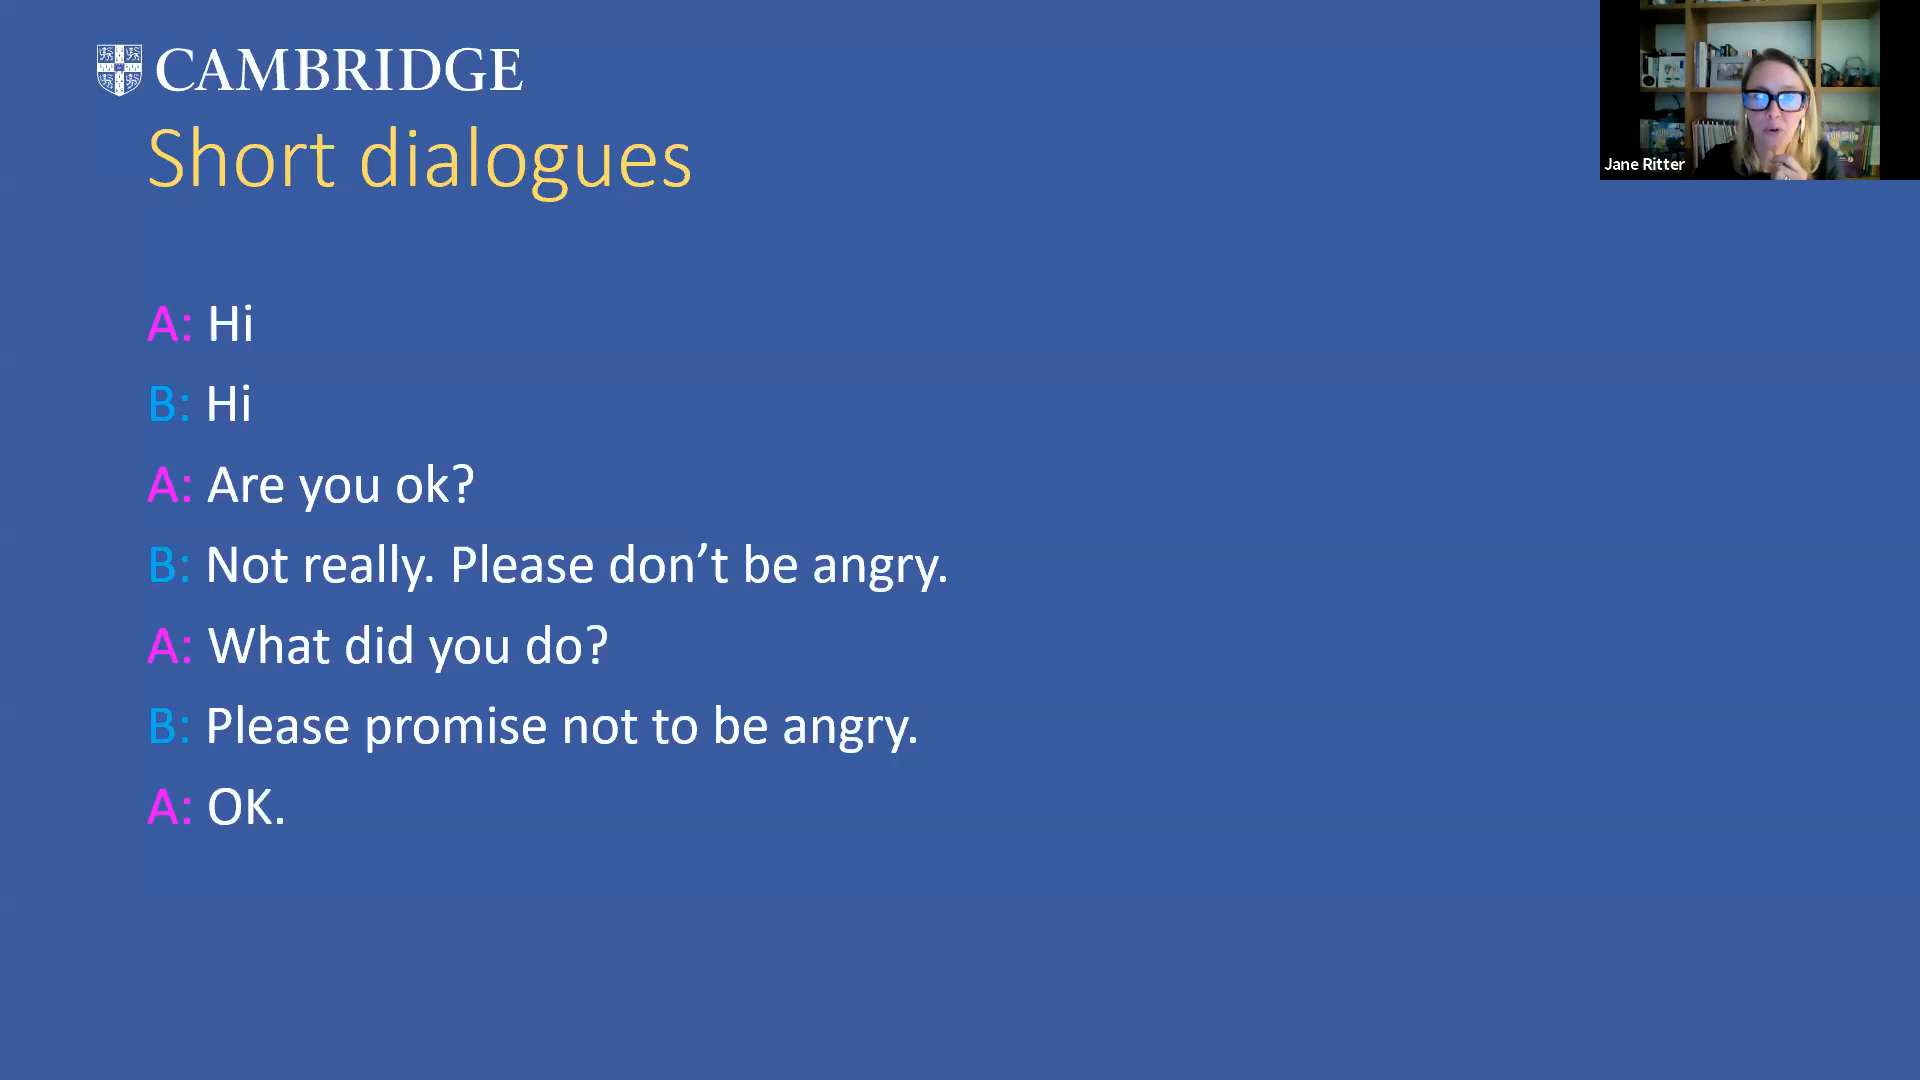 CAMBRIDGE
Short dialogues
A: Hi
B: Hi
A: Are you ok?
B: Not really. Please don’t be angry.
A: What did you do?
B: Please promise not to be angry.
A: OK.
Jane Ritter